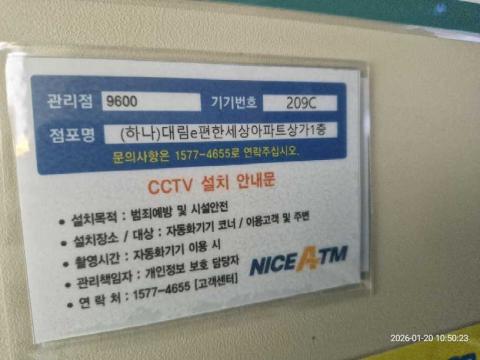 관리점 9600 기기번호 209C
점포명 (하나)대림e편한세상아파트상가1층
문의사항은 1577-4655로 연락주십시오.
CCTV 설치 안내문
• 설치목적 : 범죄예방 및 시설안전
• 설치장소 / 대상 : 자동화기기 코너 / 이용고객 및 주변
• 촬영시간 : 자동화기기 이용 시
• 관리책임자 : 개인정보 보호 담당자
• 연 락 처 : 1577-4655 [고객센터]
NICE ATM
2026-01-20 10:50:23